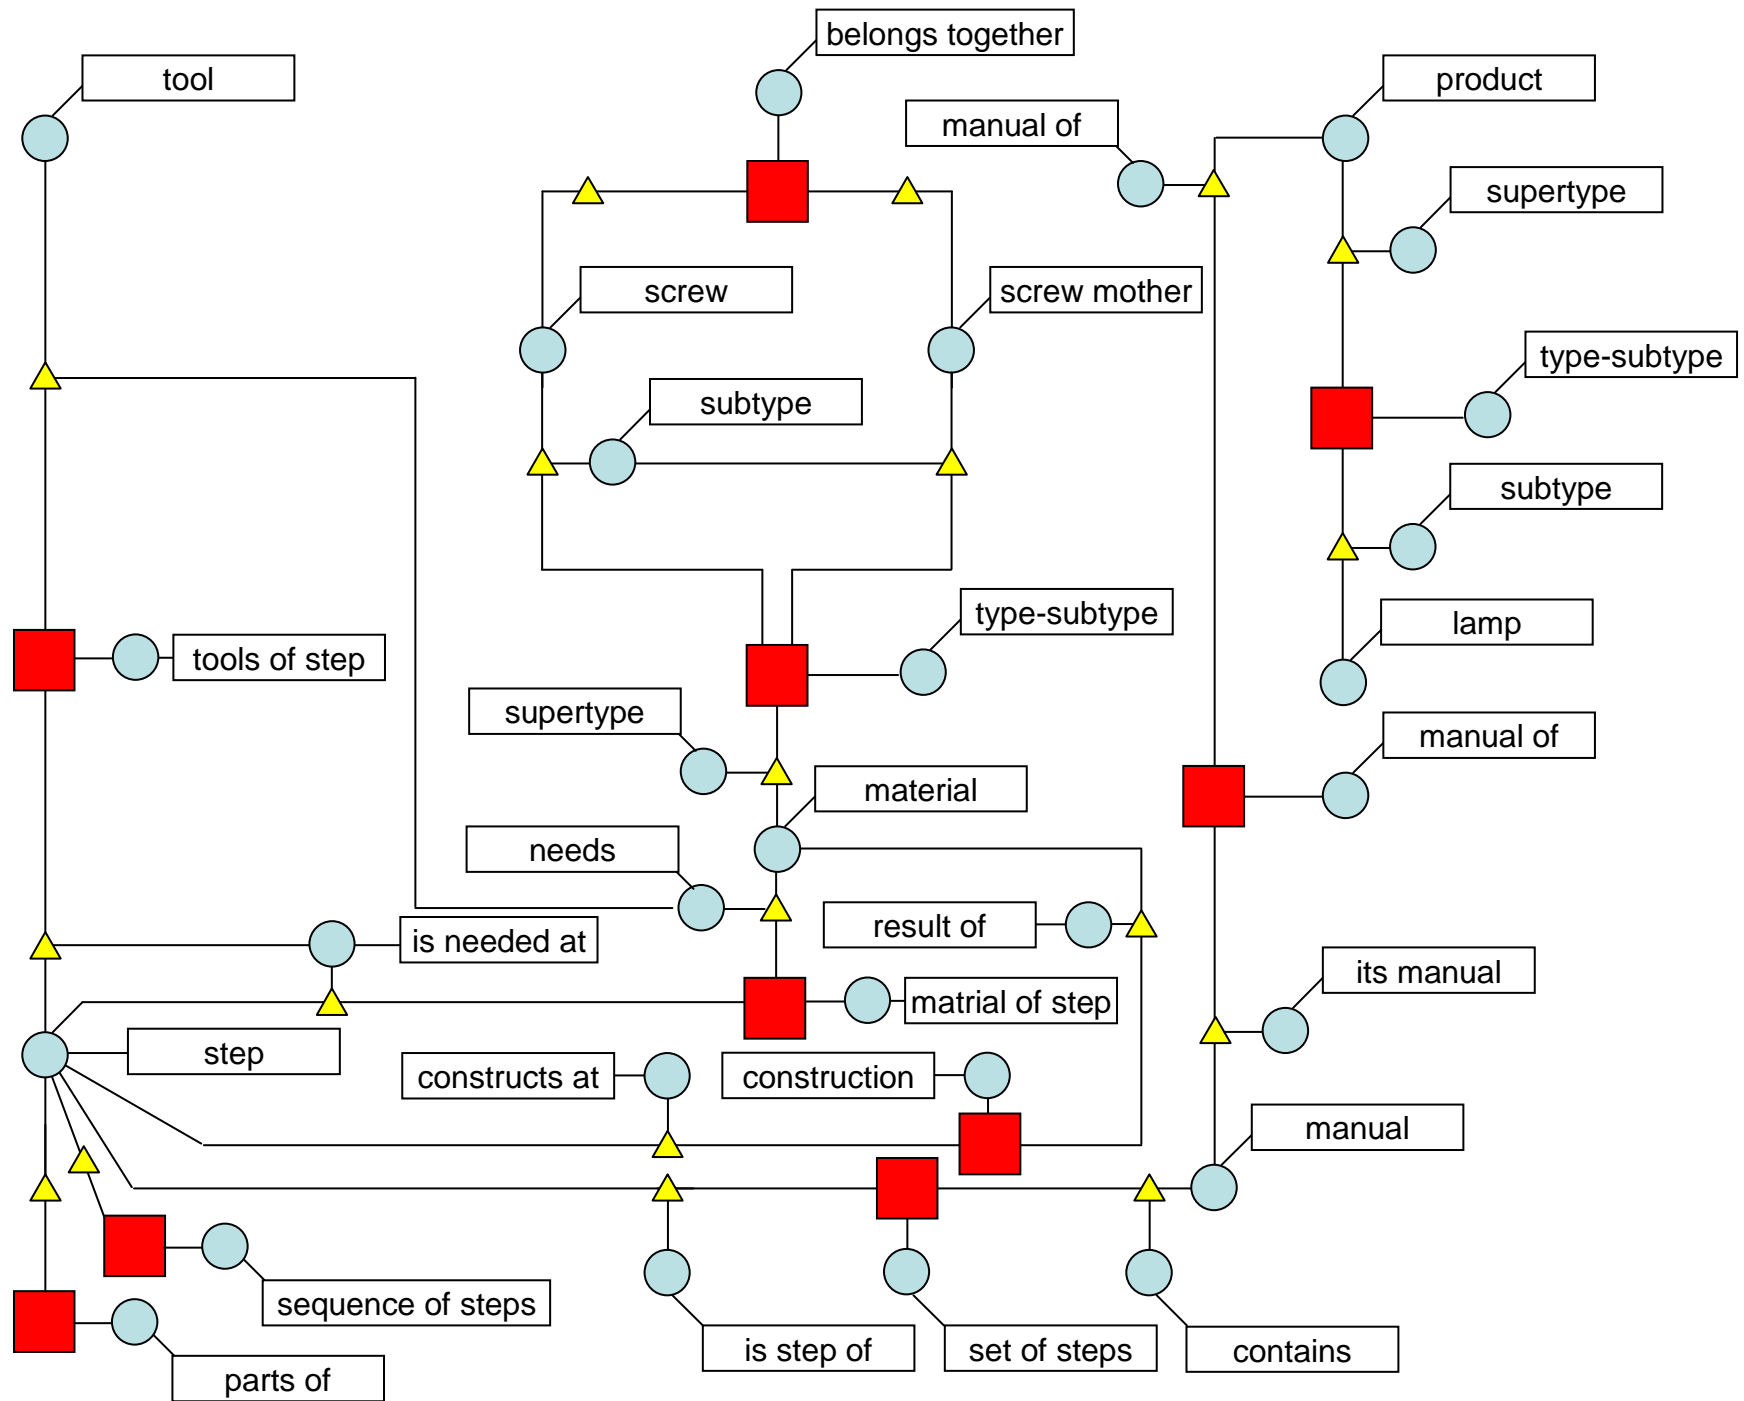 belongs together
tool
product
manual of
supertype
screw
screw mother
type-subtype
subtype
subtype
type-subtype
lamp
tools of step
supertype
manual of
material
needs
result of
is needed at
its manual
matrial of step
step
constructs at
construction
manual
sequence of steps
is step of
set of steps
contains
parts of